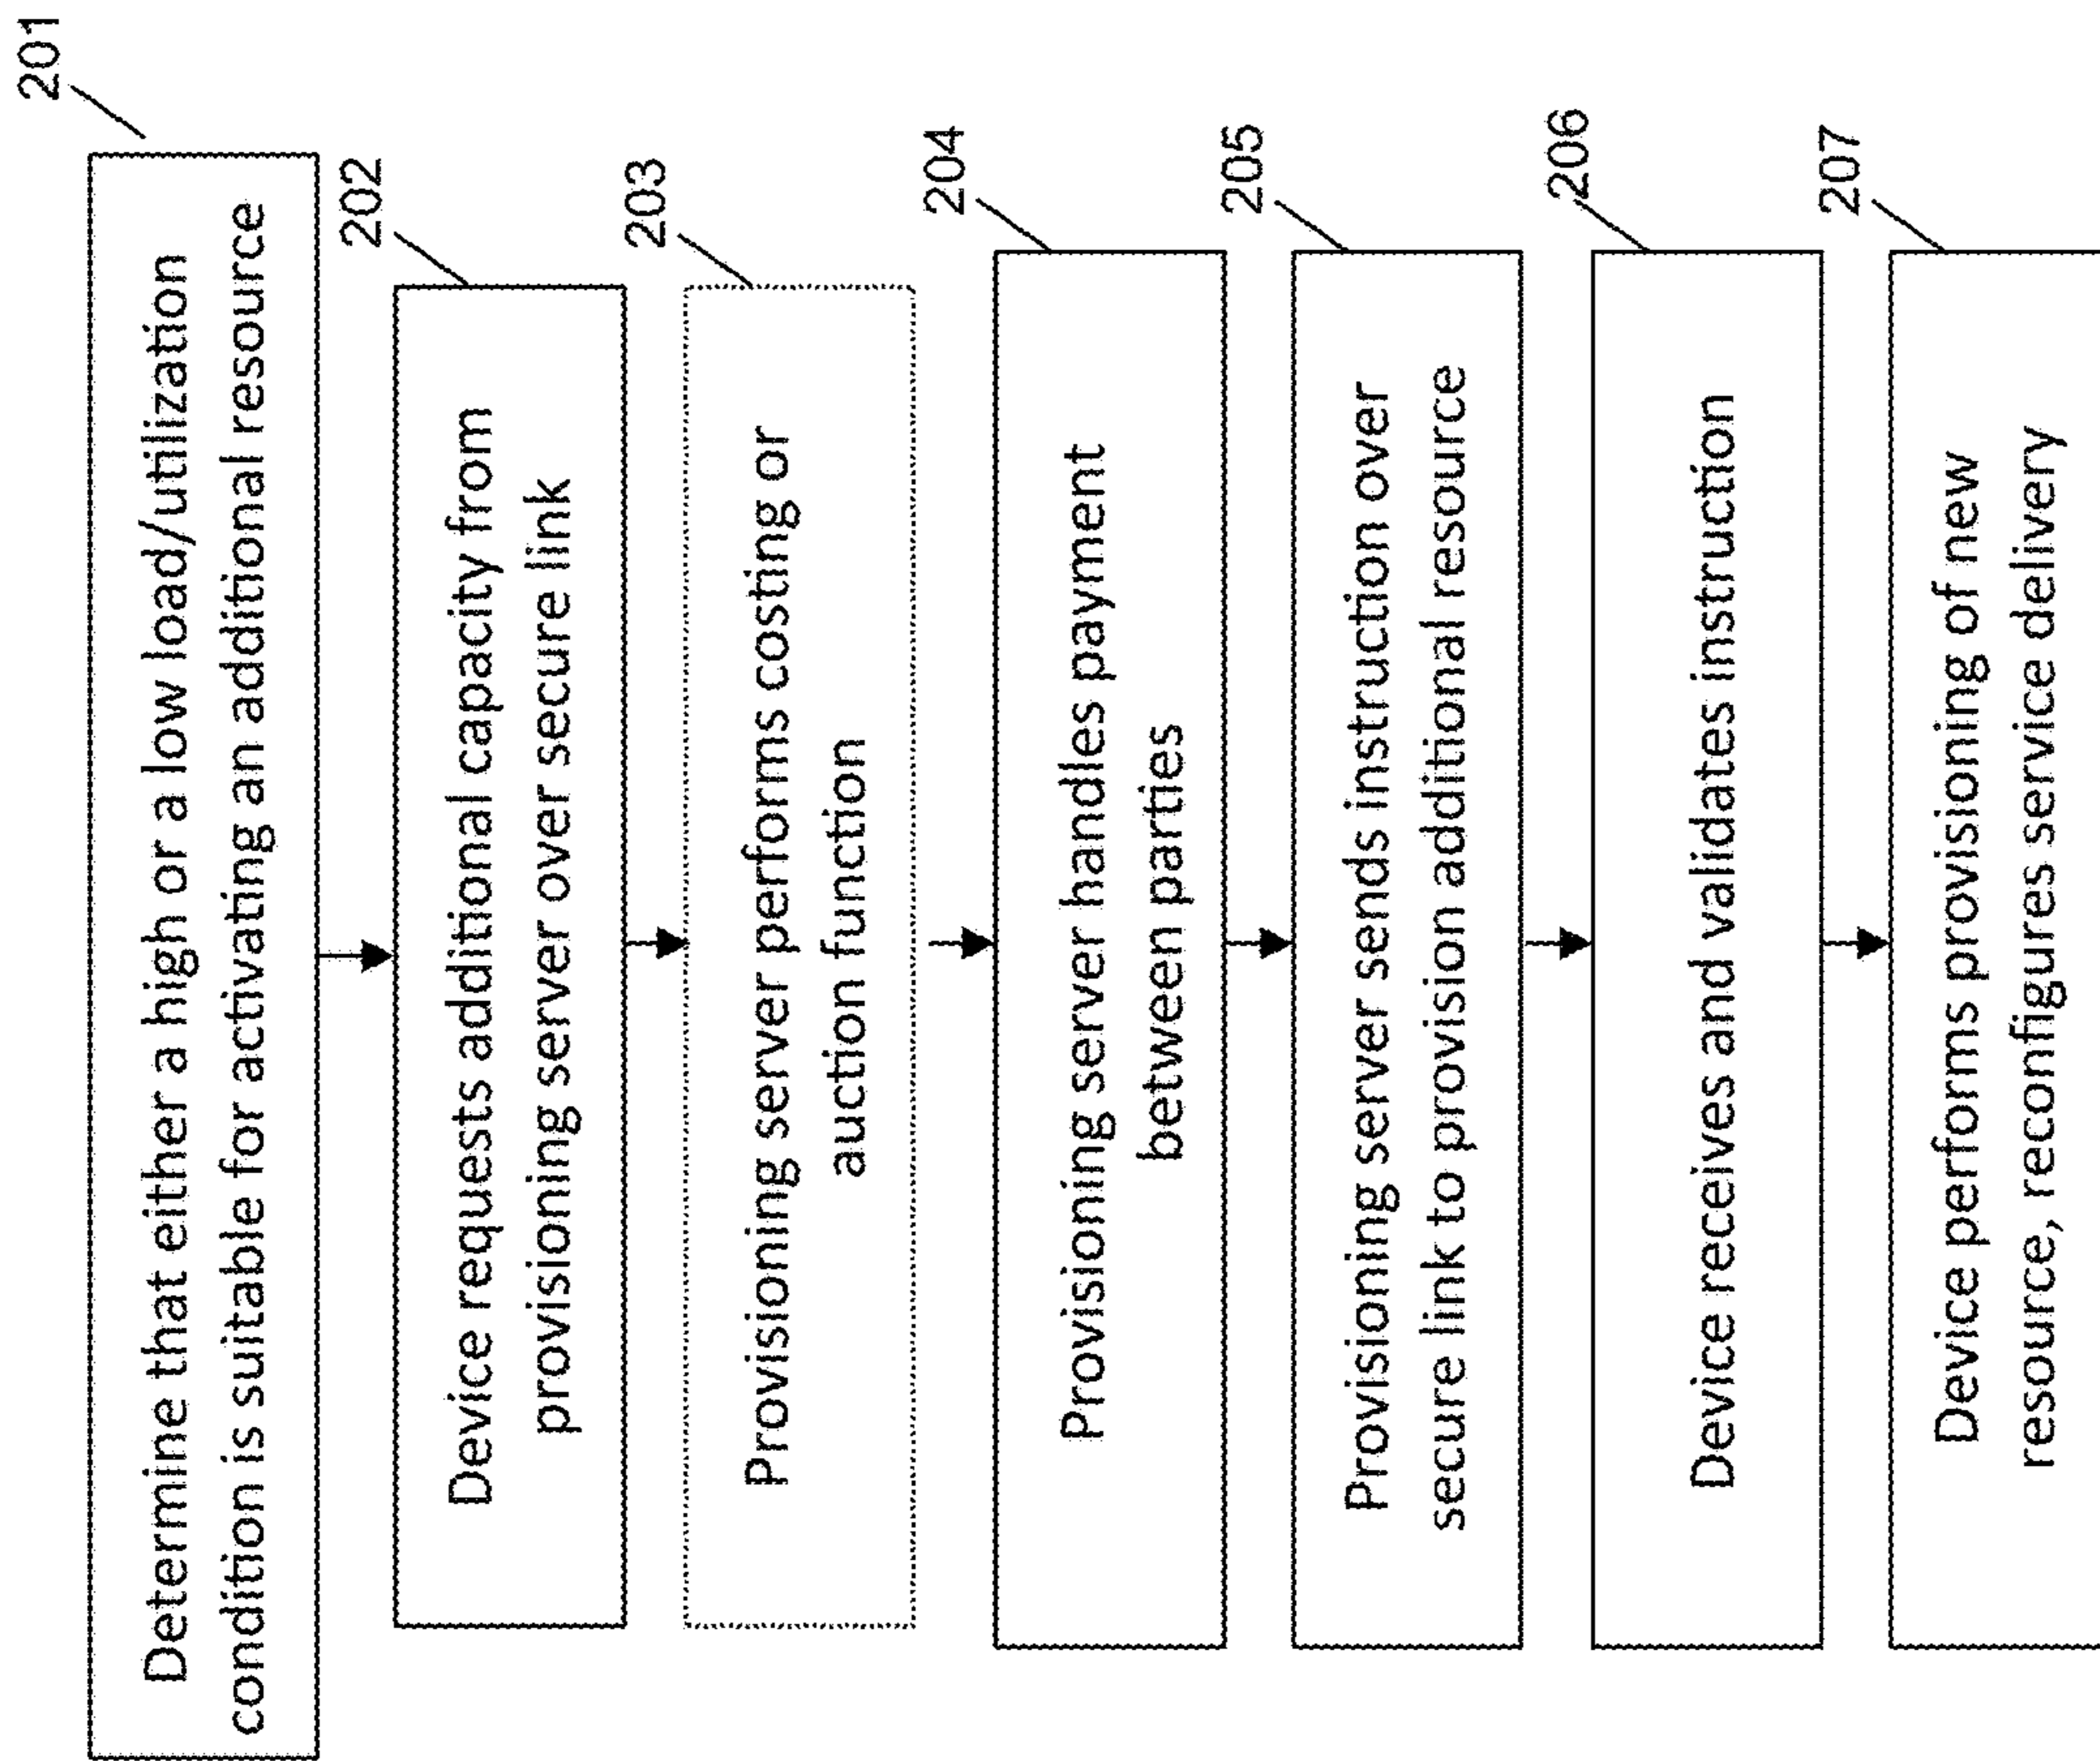 201
Determine that either a high or a low load/utilization
condition is suitable for activating an additional resource
202
Device requests additional capacity from
provisioning server over secure link
203
Provisioning server performs costing or
auction function
204
Provisioning server handles payment
between parties
205
Provisioning server sends instruction over
secure link to provision additional resource
206
Device receives and validates instruction
207
Device performs provisioning of new
resource, reconfigures service delivery